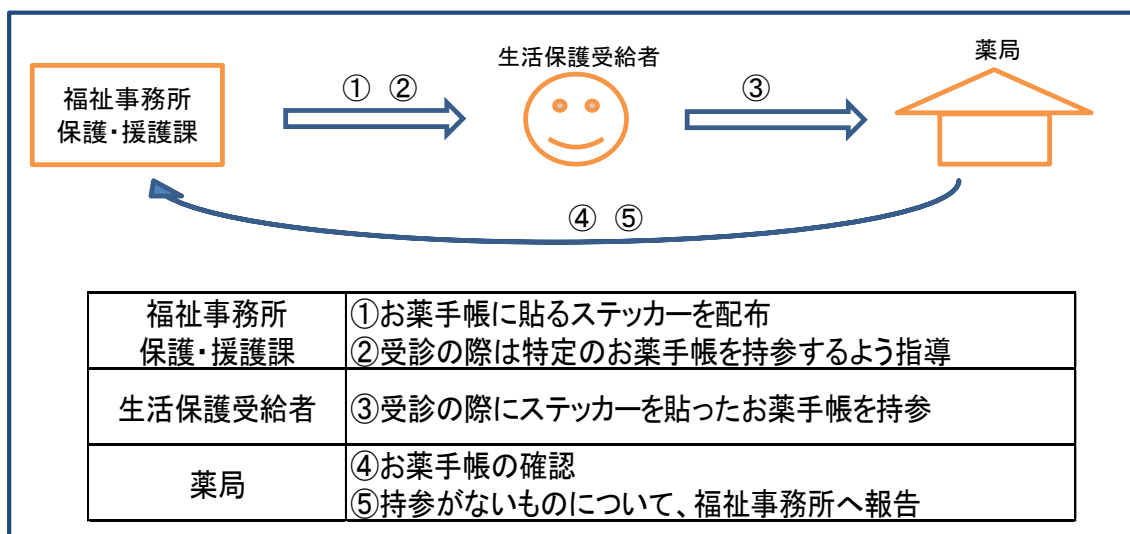 生活保護受給者
薬局
福祉事務所
保護・援護課
① ②
③
④ ⑤
福祉事務所
保護・援護課
①お薬手帳に貼るステッカーを配布
②受診の際は特定のお薬手帳を持参するよう指導
生活保護受給者
③受診の際にステッカーを貼ったお薬手帳を持参
薬局
④お薬手帳の確認
⑤持参がないものについて、福祉事務所へ報告